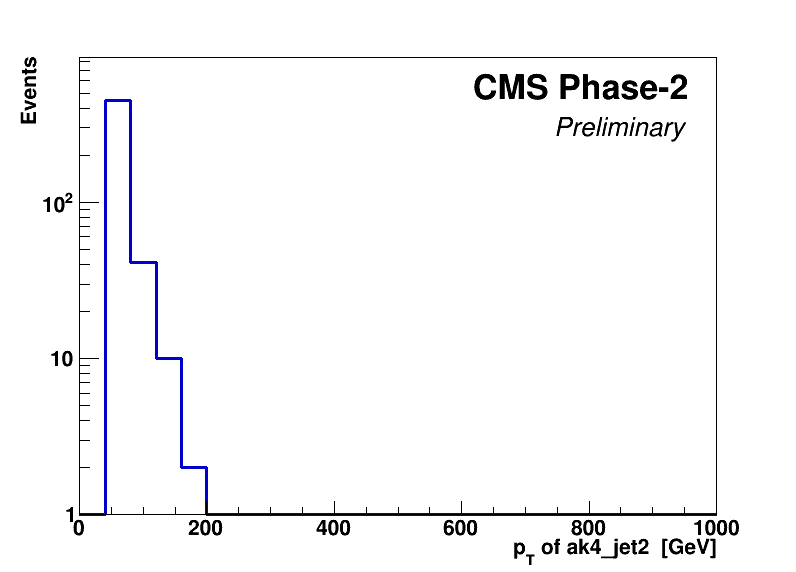 Events
CMS Phase-2
Preliminary
10²
10
1
0 200 400 600 800 1000
p_T of ak4_jet2 [GeV]